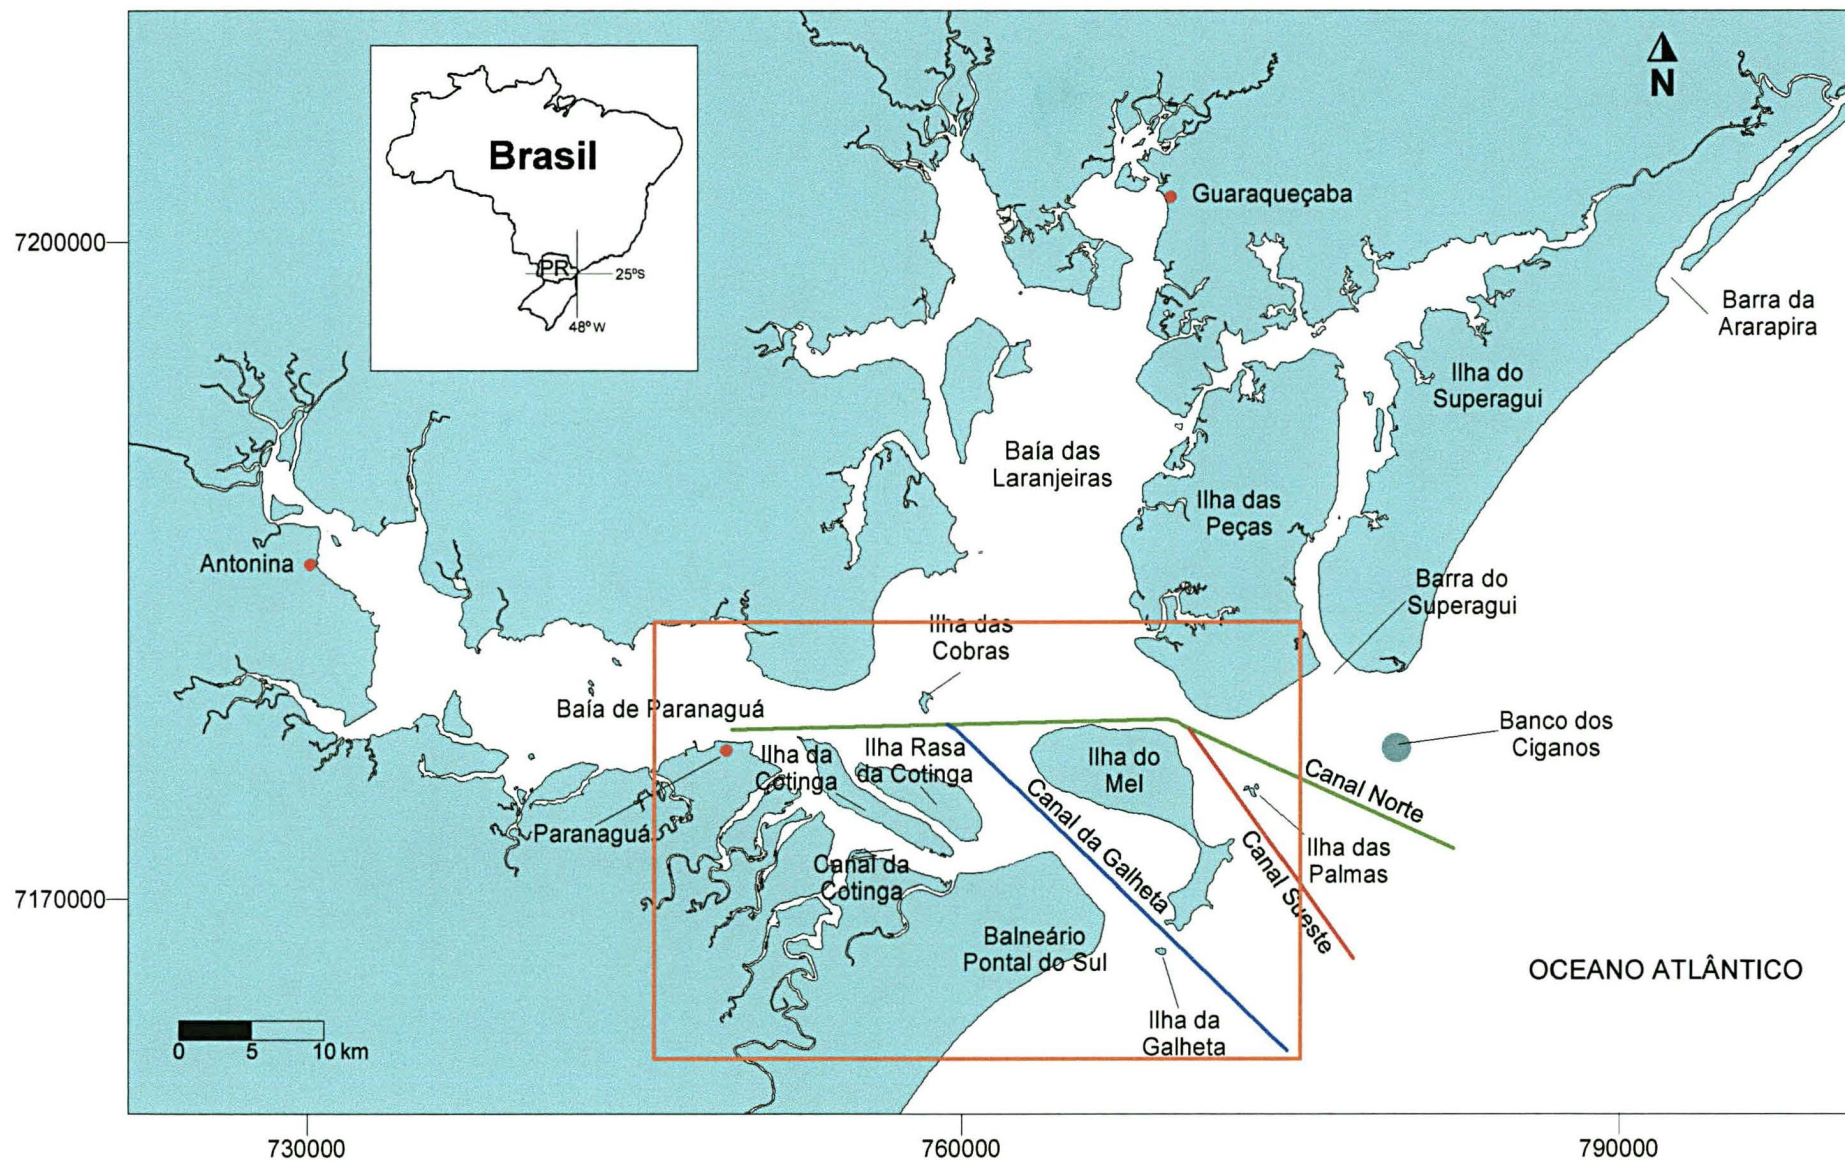 N
Brasil
PR
25ºS
48º W
Guaraqueçaba
7200000
Barra da
Ararapira
Ilha do
Superagui
Baía das
Laranjeiras
Ilha das
Peças
Antonina
Barra do
Superagui
Ilha das
Cobras
Baía de Paranaguá
Banco dos
Ciganos
Ilha da
Cotinga
Ilha Rasa
da Cotinga
Ilha do
Mel
Canal Norte
Canal da Galheta
Canal Sueste
Paranaguá
Ilha das
Palmas
Canal da
Cotinga
7170000
Balneário
Pontal do Sul
OCEANO ATLÂNTICO
Ilha da
Galheta
0 5 10 km
730000 760000 790000